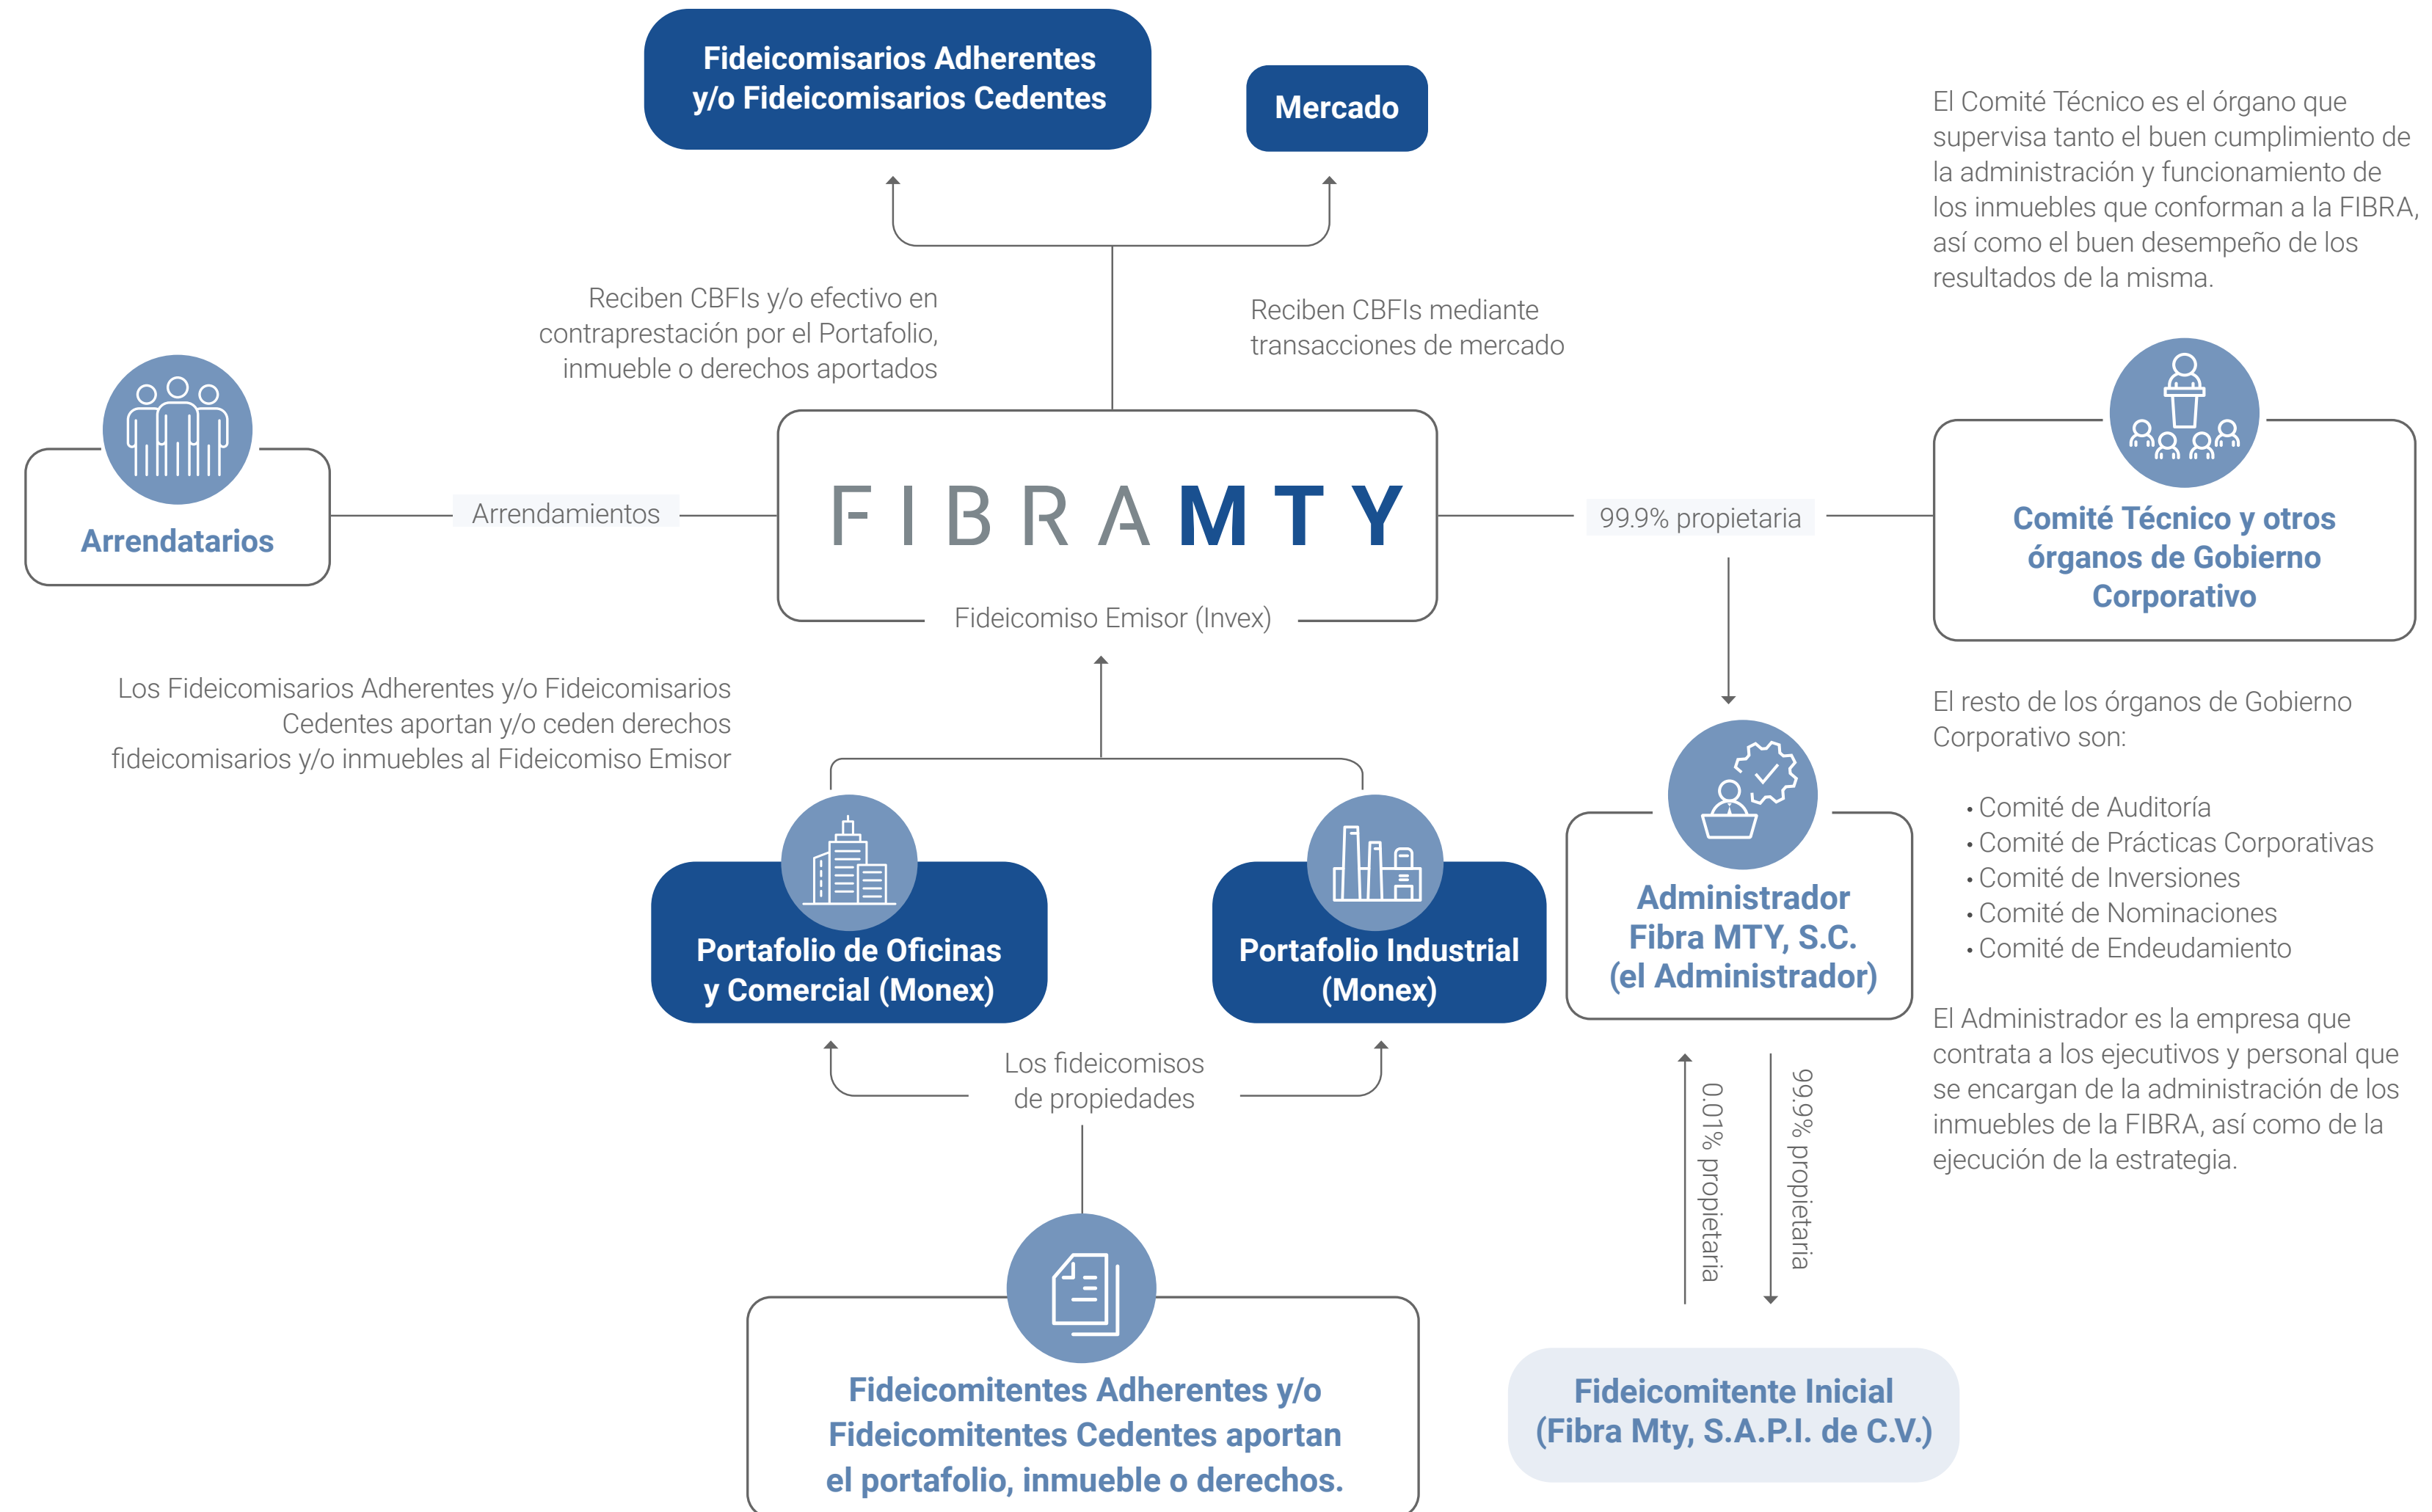 Fideicomisarios Adherentes
y/o Fideicomisarios Cedentes
Mercado
El Comité Técnico es el órgano que
supervisa tanto el buen cumplimiento de
la administración y funcionamiento de
los inmuebles que conforman a la FIBRA,
así como el buen desempeño de los
resultados de la misma.
Reciben CBFIs y/o efectivo en
contraprestación por el Portafolio,
inmueble o derechos aportados
Reciben CBFIs mediante
transacciones de mercado
Arrendatarios
Arrendamientos
FIBRAMTY
Fideicomiso Emisor (Invex)
99.9% propietaria
Comité Técnico y otros
órganos de Gobierno
Corporativo
Los Fideicomisarios Adherentes y/o Fideicomisarios
Cedentes aportan y/o ceden derechos
fideicomisarios y/o inmuebles al Fideicomiso Emisor
El resto de los órganos de Gobierno
Corporativo son:
• Comité de Auditoría
• Comité de Prácticas Corporativas
• Comité de Inversiones
• Comité de Nominaciones
• Comité de Endeudamiento
Portafolio de Oficinas
y Comercial (Monex)
Portafolio Industrial
(Monex)
Administrador
Fibra MTY, S.C.
(el Administrador)
El Administrador es la empresa que
contrata a los ejecutivos y personal que
se encargan de la administración de los
inmuebles de la FIBRA, así como de la
ejecución de la estrategia.
Los fideicomisos
de propiedades
0.01% propietaria
99.9% propietaria
Fideicomitentes Adherentes y/o
Fideicomitentes Cedentes aportan
el portafolio, inmueble o derechos.
Fideicomitente Inicial
(Fibra Mty, S.A.P.I. de C.V.)